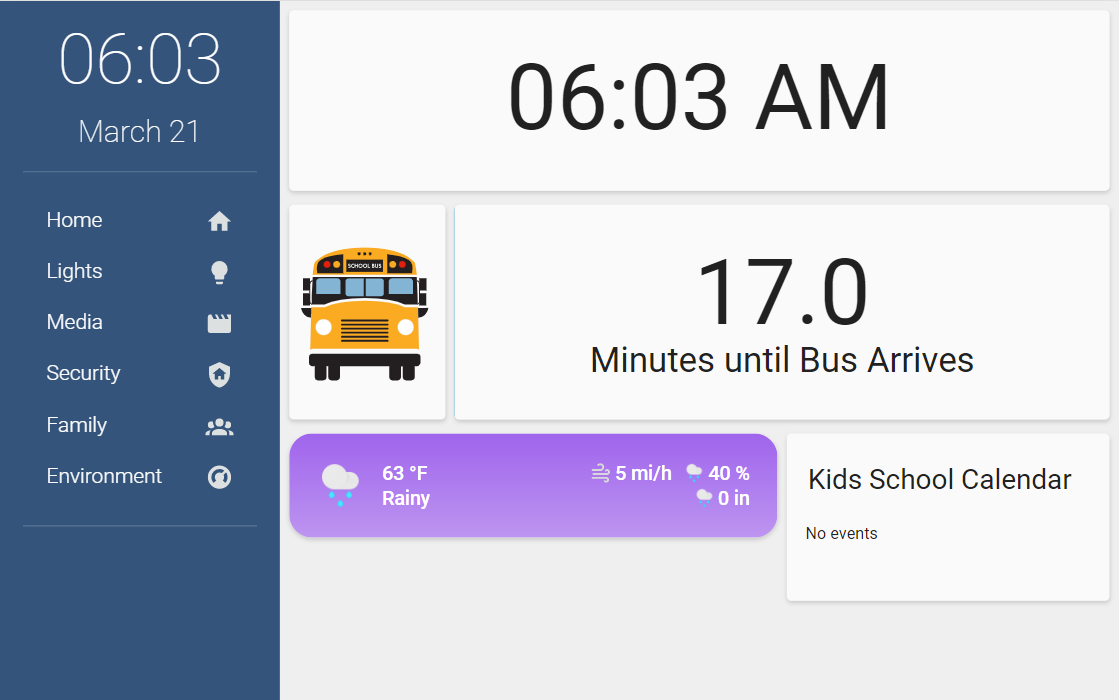 06:03
March 21
Home
Lights
Media
Security
Family
Environment
06:03 AM
SCHOOL BUS
17.0
Minutes until Bus Arrives
63 °F
Rainy
5 mi/h
40 %
0 in
Kids School Calendar
No events